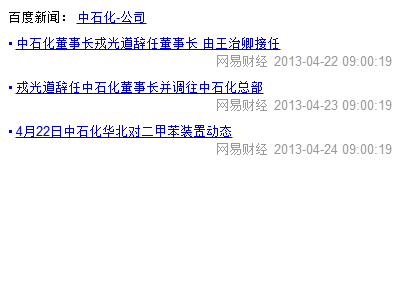 百度新闻： 中石化-公司
中石化董事长戎光道辞任董事长 由王治卿接任
网易财经 2013-04-22 09:00:19
戎光道辞任中石化董事长并调往中石化总部
网易财经 2013-04-23 09:00:19
4月22日中石化华北对二甲苯装置动态
网易财经 2013-04-24 09:00:19